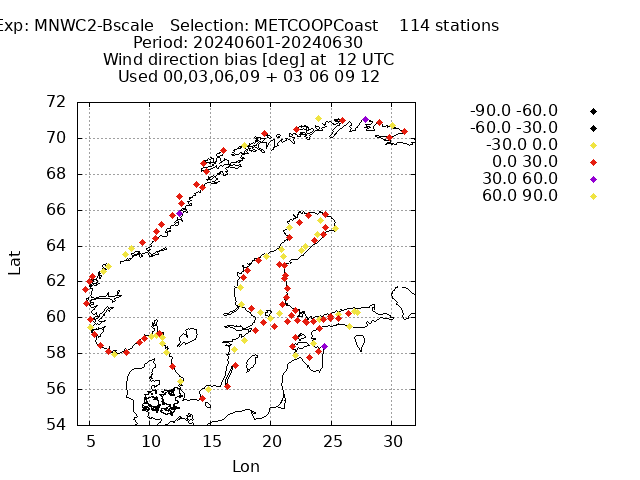 Exp: MNWC2-Bscale Selection: METCOOPCoast 114 stations
Period: 20240601-20240630
Wind direction bias [deg] at 12 UTC
Used 00,03,06,09 + 03 06 09 12
-90.0 -60.0
-60.0 -30.0
-30.0 0.0
0.0 30.0
30.0 60.0
60.0 90.0
72
70
68
66
64
62
60
58
56
54
Lat
5 10 15 20 25 30
Lon